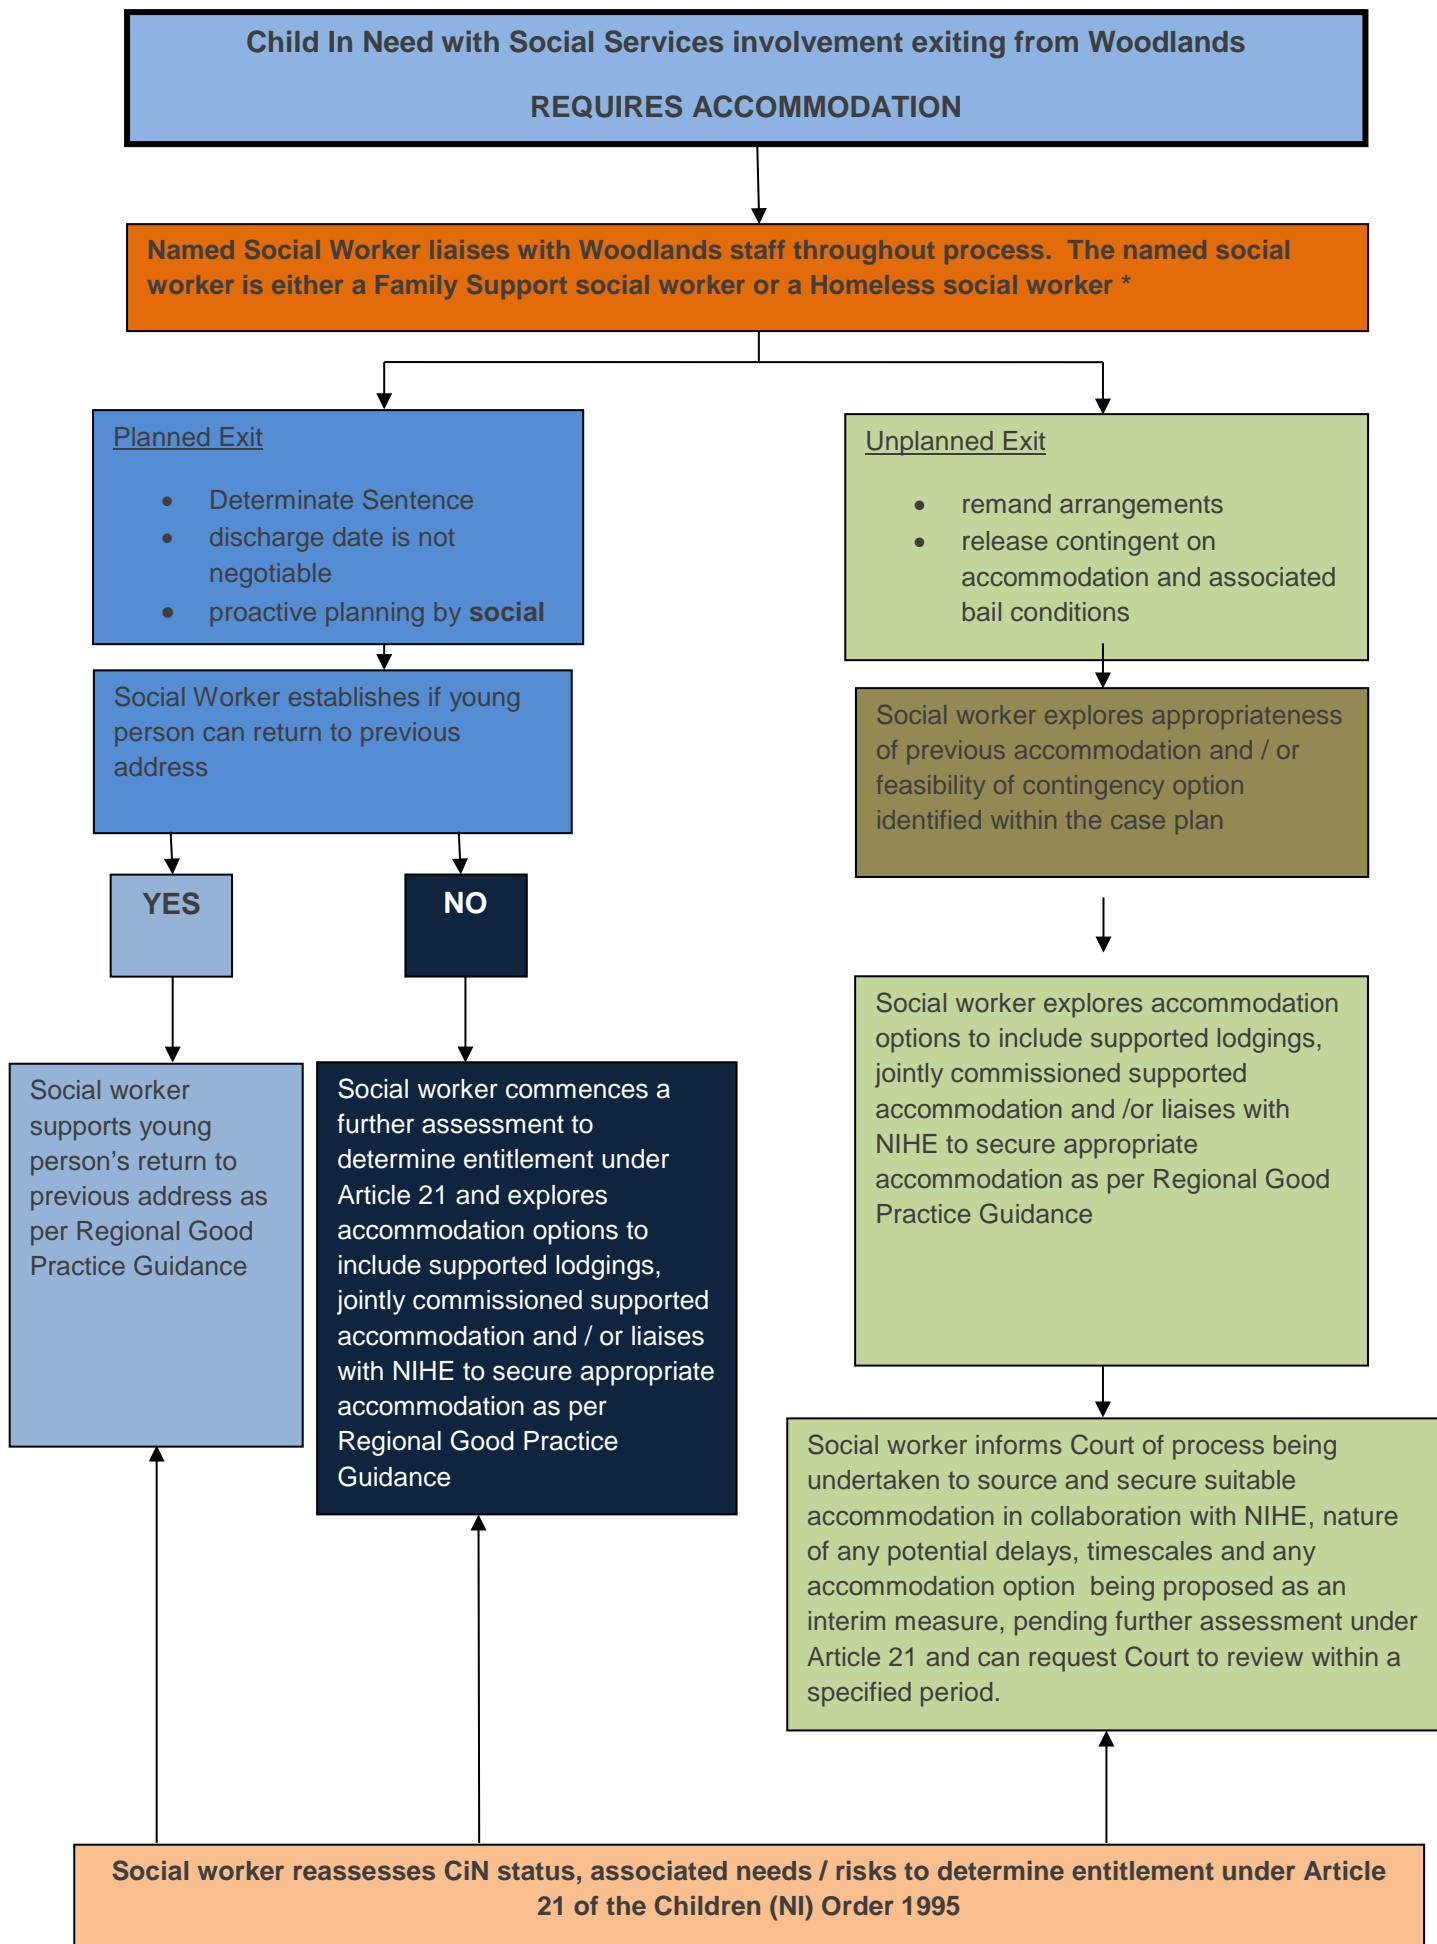 Child In Need with Social Services involvement exiting from Woodlands
REQUIRES ACCOMMODATION
Named Social Worker liaises with Woodlands staff throughout process.  The named social
worker is either a Family Support social worker or a Homeless social worker *
Planned Exit
• Determinate Sentence
• discharge date is not
negotiable
• proactive planning by social
Social Worker establishes if young
person can return to previous
address
YES
NO
Social worker
supports young
person’s return to
previous address as
per Regional Good
Practice Guidance
Social worker commences a
further assessment to
determine entitlement under
Article 21 and explores
accommodation options to
include supported lodgings,
jointly commissioned supported
accommodation and / or liaises
with NIHE to secure appropriate
accommodation as per
Regional Good Practice
Guidance
Unplanned Exit
• remand arrangements
• release contingent on
accommodation and associated
bail conditions
Social worker explores appropriateness
of previous accommodation and / or
feasibility of contingency option
identified within the case plan
Social worker explores accommodation
options to include supported lodgings,
jointly commissioned supported
accommodation and /or liaises with
NIHE to secure appropriate
accommodation as per Regional Good
Practice Guidance
Social worker informs Court of process being
undertaken to source and secure suitable
accommodation in collaboration with NIHE, nature
of any potential delays, timescales and any
accommodation option  being proposed as an
interim measure, pending further assessment under
Article 21 and can request Court to review within a
specified period.
Social worker reassesses CiN status, associated needs / risks to determine entitlement under Article
21 of the Children (NI) Order 1995